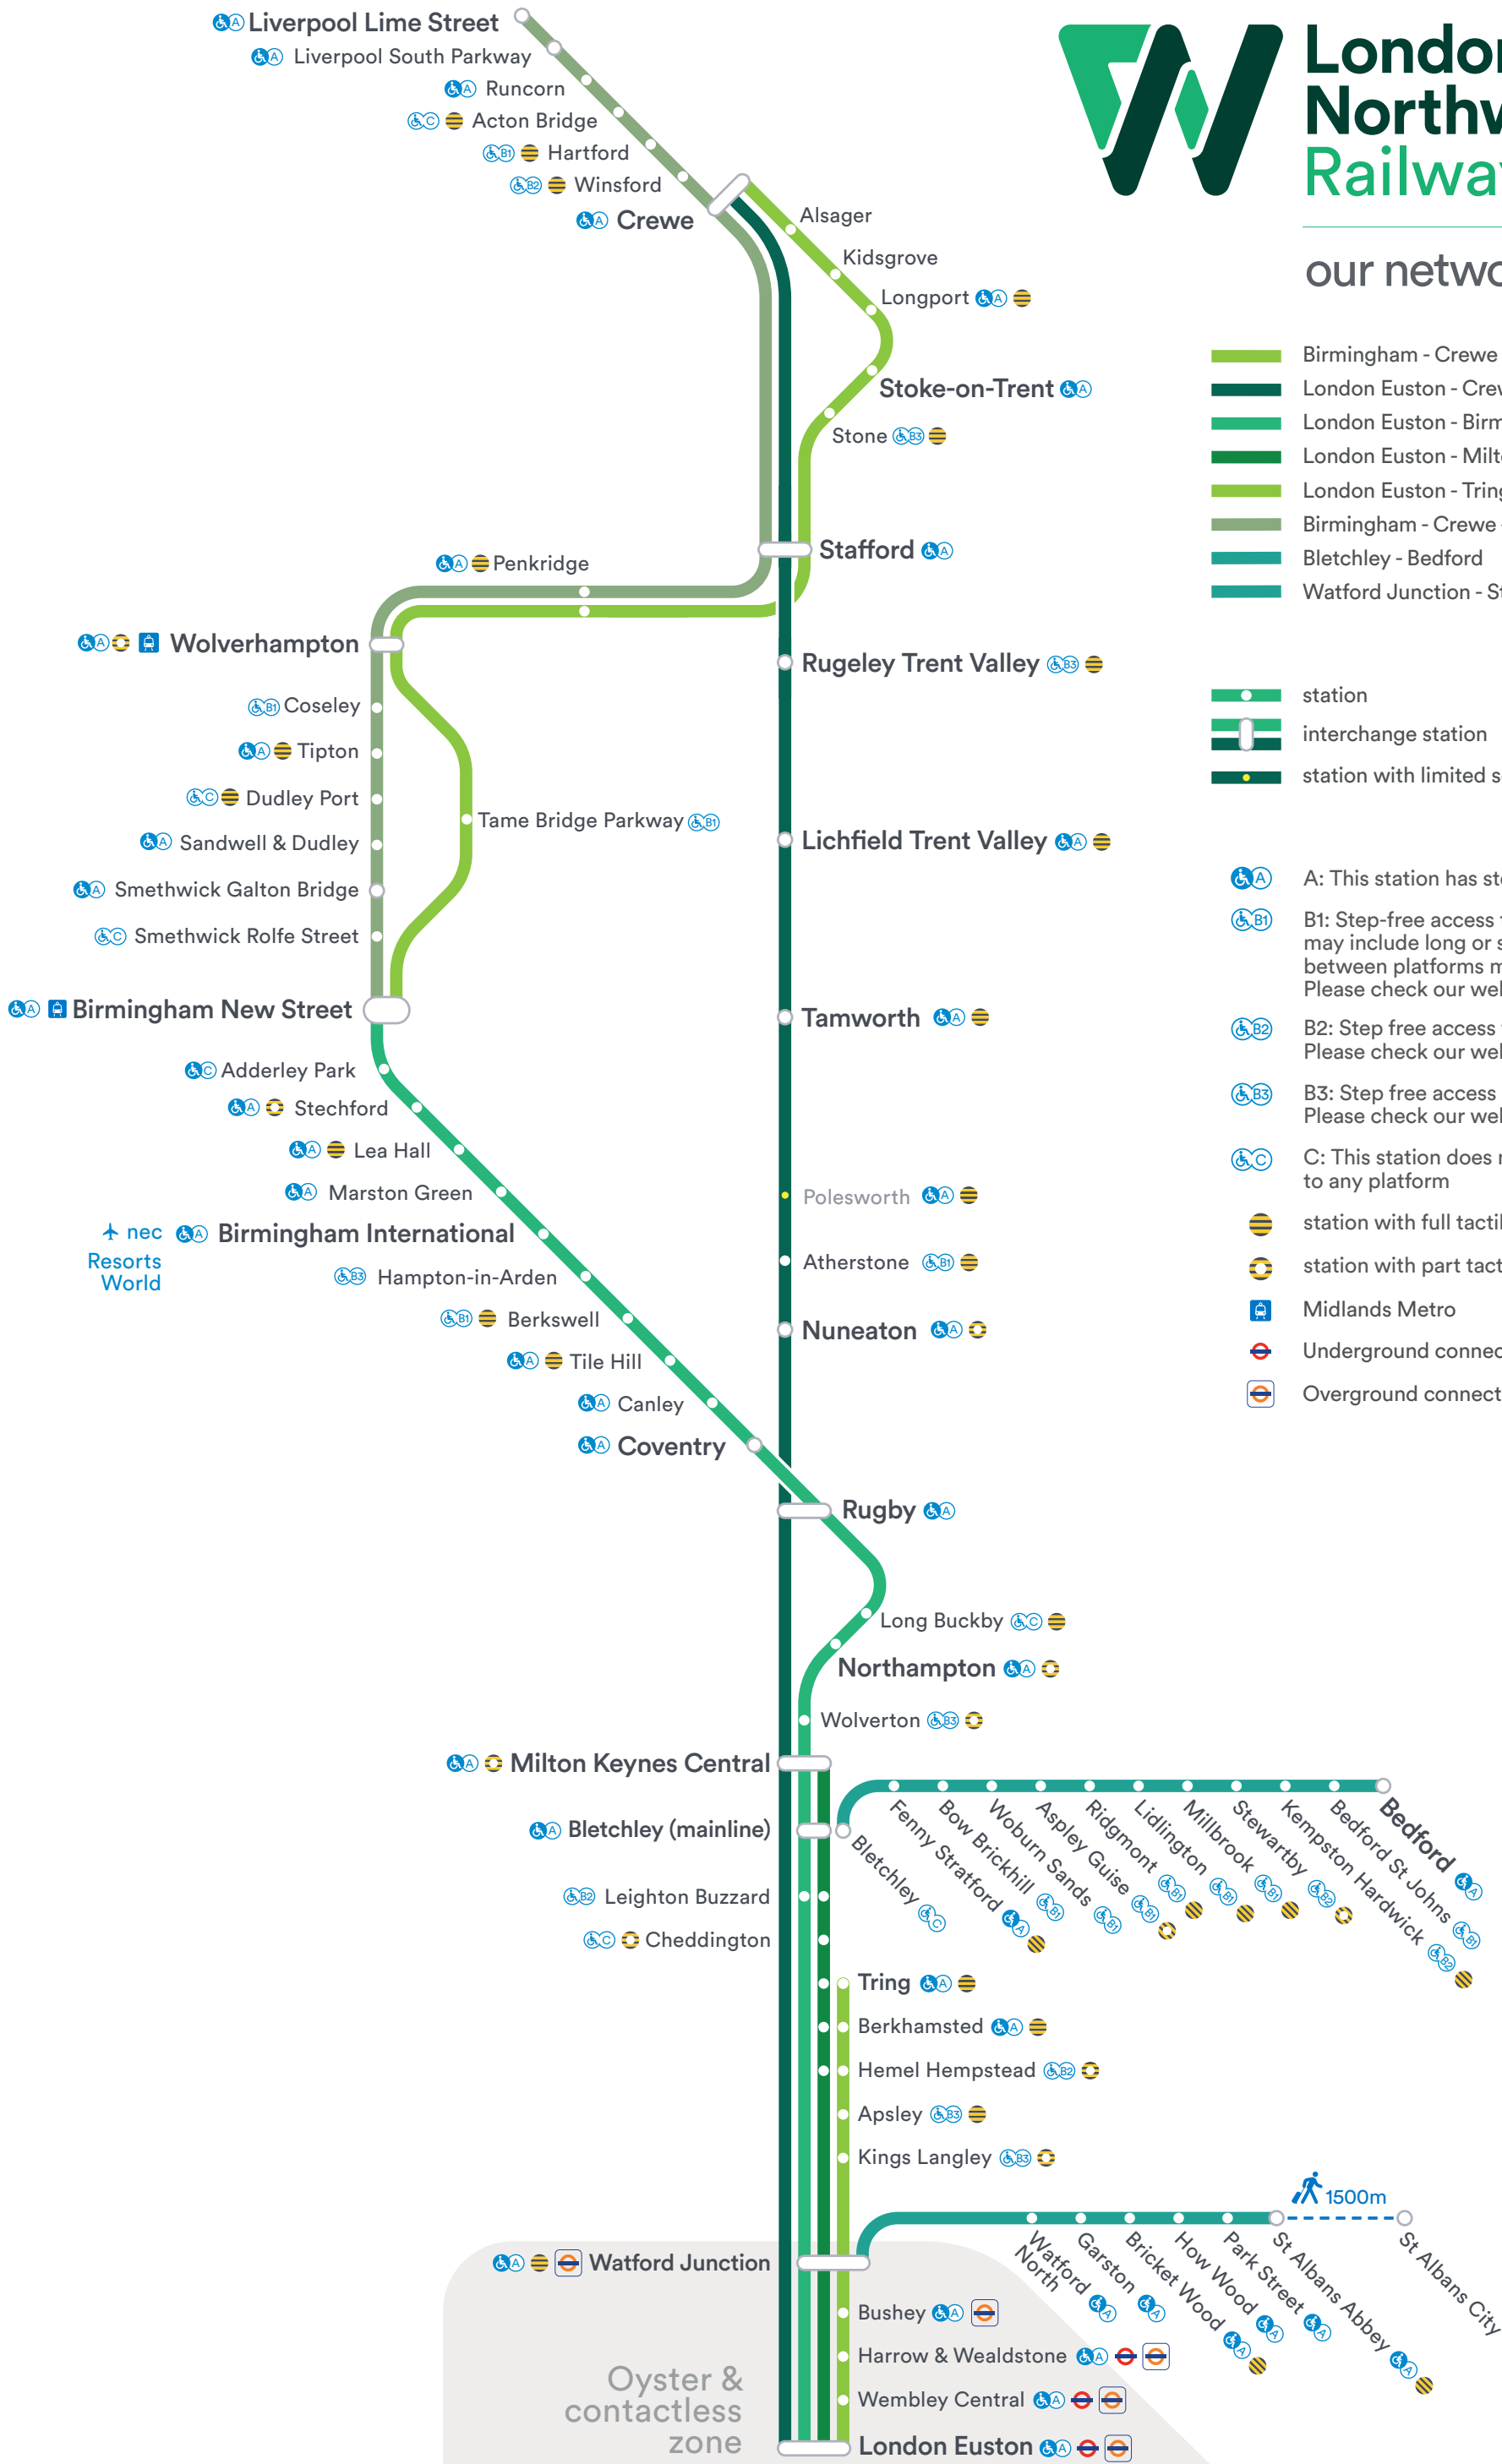 Liverpool Lime Street
Liverpool South Parkway
Runcorn
Acton Bridge
Hartford
Winsford
Crewe
Alsager
Kidsgrove
Longport
Stoke-on-Trent
Stone
Stafford
Penkridge
Wolverhampton
Coseley
Tipton
Dudley Port
Sandwell & Dudley
Smethwick Galton Bridge
Smethwick Rolfe Street
Tame Bridge Parkway
Birmingham New Street
Adderley Park
Stechford
Lea Hall
Marston Green
nec
Resorts
World
Birmingham International
Hampton-in-Arden
Berkswell
Tile Hill
Canley
Coventry
Rugeley Trent Valley
Lichfield Trent Valley
Tamworth
Polesworth
Atherstone
Nuneaton
Rugby
Long Buckby
Northampton
Wolverton
Milton Keynes Central
Bletchley (mainline)
Leighton Buzzard
Cheddington
Bletchley
Fenny Stratford
Bow Brickhill
Woburn Sands
Aspley Guise
Ridgmont
Lidlington
Millbrook
Stewartby
Kempston Hardwick
Bedford St Johns
Bedford
Tring
Berkhamsted
Hemel Hempstead
Apsley
Kings Langley
Watford Junction
Watford
North
Garston
Bricket Wood
How Wood
Park Street
St Albans Abbey
1500m
St Albans City
Bushey
Harrow & Wealdstone
Wembley Central
London Euston
Oyster &
contactless
zone
Londo
Northw
Railway
our netwo
Birmingham - Crewe
London Euston - Crew
London Euston - Birm
London Euston - Milt
London Euston - Tring
Birmingham - Crewe -
Bletchley - Bedford
Watford Junction - St
station
interchange station
station with limited s
A A: This station has ste
B1 B1: Step-free access
may include long or s
between platforms m
Please check our wel
B2 B2: Step free access
Please check our wel
B3 B3: Step free access
Please check our wel
C C: This station does
to any platform
station with full tactil
station with part tact
Midlands Metro
Underground connec
Overground connect